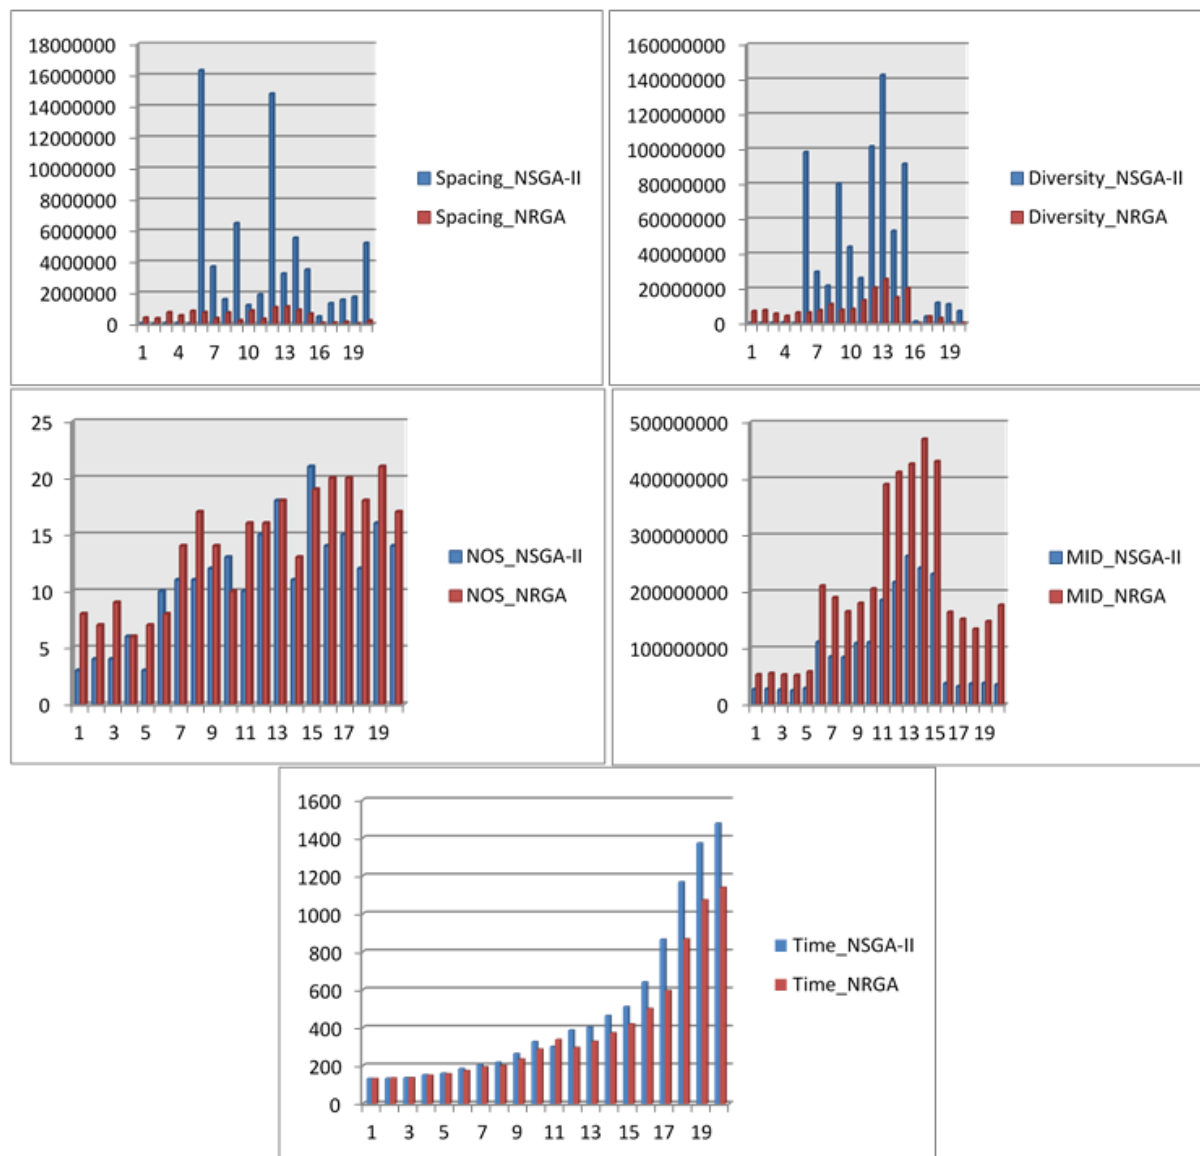 18000000
16000000
14000000
12000000
10000000
8000000
6000000
4000000
2000000
0
1 4 7 10 13 16 19
Spacing_NSGA-II
Spacing_NRGA
160000000
140000000
120000000
100000000
80000000
60000000
40000000
20000000
0
1 4 7 10 13 16 19
Diversity_NSGA-II
Diversity_NRGA
25
20
15
10
5
0
1 3 5 7 9 11 13 15 17 19
NOS_NSGA-II
NOS_NRGA
500000000
400000000
300000000
200000000
100000000
0
1 3 5 7 9 11 13 15 17 19
MID_NSGA-II
MID_NRGA
1600
1400
1200
1000
800
600
400
200
0
1 3 5 7 9 11 13 15 17 19
Time_NSGA-II
Time_NRGA